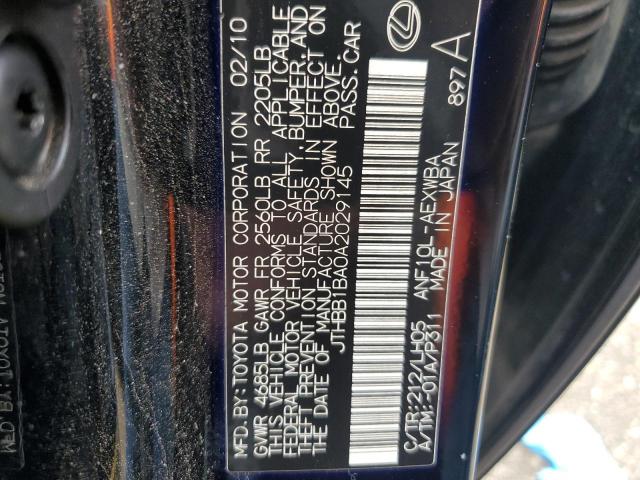 MFD.BY:TOYOTA MOTOR CORPORATION 02/10
GVWR 4685LB GAWR FR 2560LB RR 2205LB
THIS VEHICLE CONFORMS TO ALL APPLICABLE
FEDERAL MOTOR VEHICLE SAFETY,BUMPER,AND
THEFT PREVENTION STANDARDS IN EFFECT ON
THE DATE OF MANUFACTURE SHOWN ABOVE.
JTHBB1BA0A2029145 PASS.CAR
C/TR:212/LH05 ANF10L-AEXWBA 897A
A/TM:-01A/P311 MADE IN JAPAN